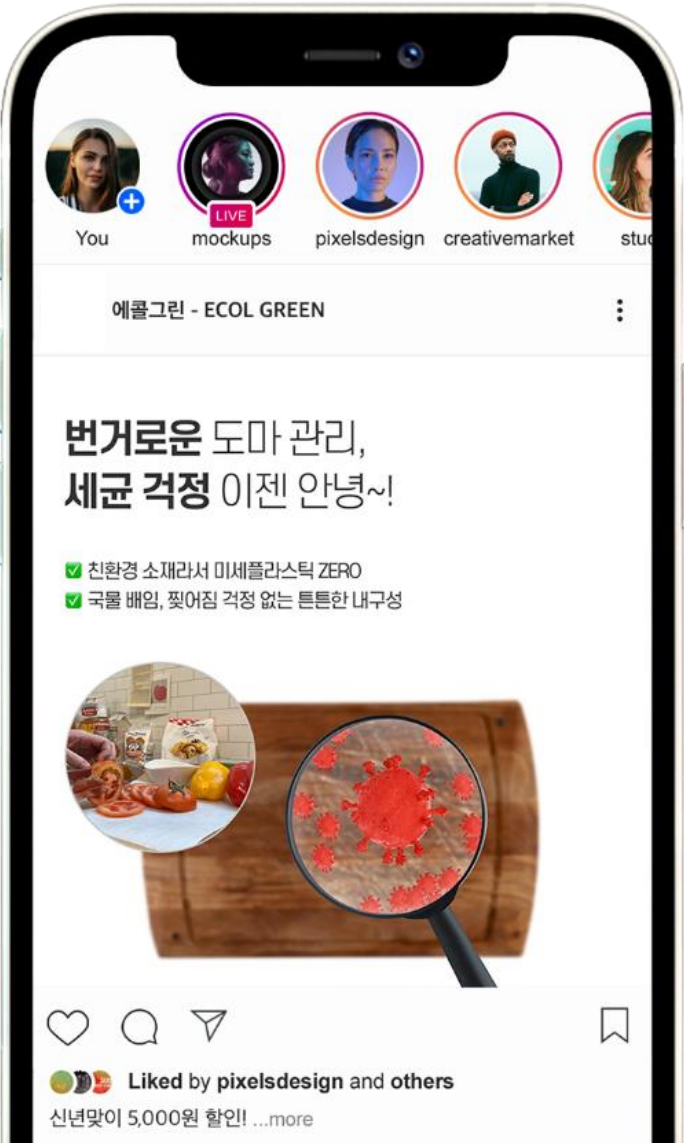 You
LIVE
mockups
pixelsdesign
creativemarket
에콜그린 - ECOL GREEN
번거로운 도마 관리,
세균 걱정 이젠 안녕~!
✅ 친환경 소재라서 미세플라스틱 ZERO
✅ 국물 배임, 찢어짐 걱정 없는 튼튼한 내구성
Liked by pixelsdesign and others
신년맞이 5,000원 할인! ...more